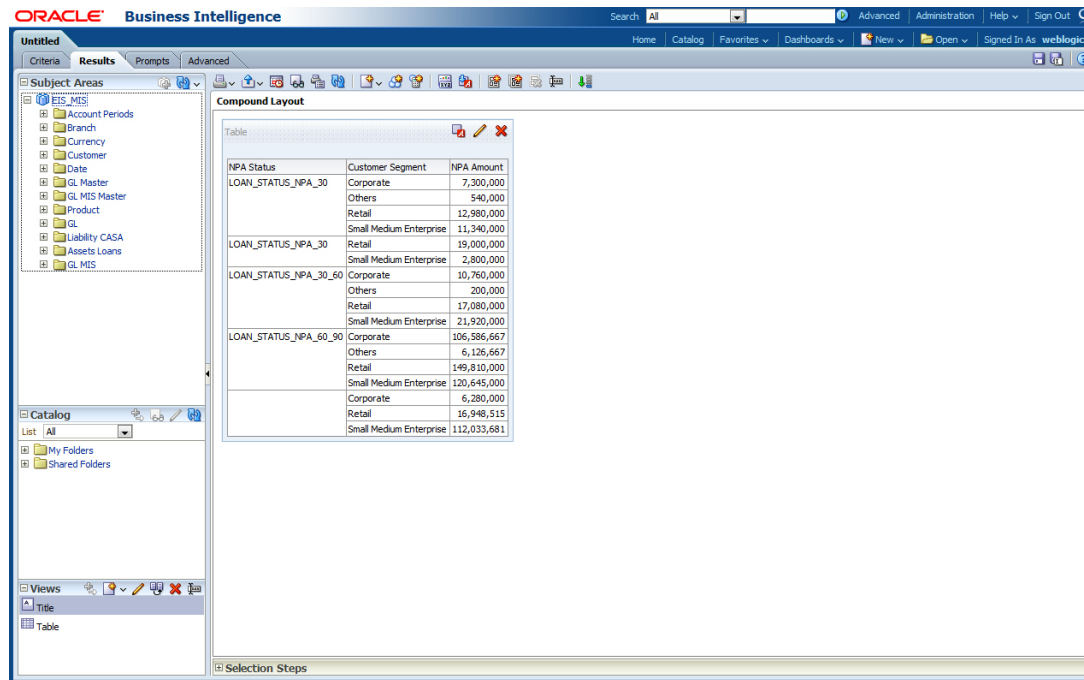 ORACLE Business Intelligence
Search All Advanced Administration Help Sign Out
Untitled
Home Catalog Favorites Dashboards New Open Signed In As weblogic
Criteria Results Prompts Advanced
Subject Areas
EIS_MIS
Account Periods
Branch
Currency
Customer
Date
GL Master
GL MIS Master
Product
GL
Liability CASA
Assets Loans
GL MIS
Catalog
List All
My Folders
Shared Folders
Views
Title
Table
Compound Layout
Table
NPA Status Customer Segment NPA Amount
LOAN_STATUS_NPA_30 Corporate 7,300,000
Others 540,000
Retail 12,980,000
Small Medium Enterprise 11,340,000
LOAN_STATUS_NPA_30 Retail 19,000,000
Small Medium Enterprise 2,800,000
LOAN_STATUS_NPA_30_60 Corporate 10,760,000
Others 200,000
Retail 17,080,000
Small Medium Enterprise 21,920,000
LOAN_STATUS_NPA_60_90 Corporate 106,586,667
Others 6,126,667
Retail 149,810,000
Small Medium Enterprise 120,645,000
Corporate 6,280,000
Retail 16,948,515
Small Medium Enterprise 112,033,681
Selection Steps